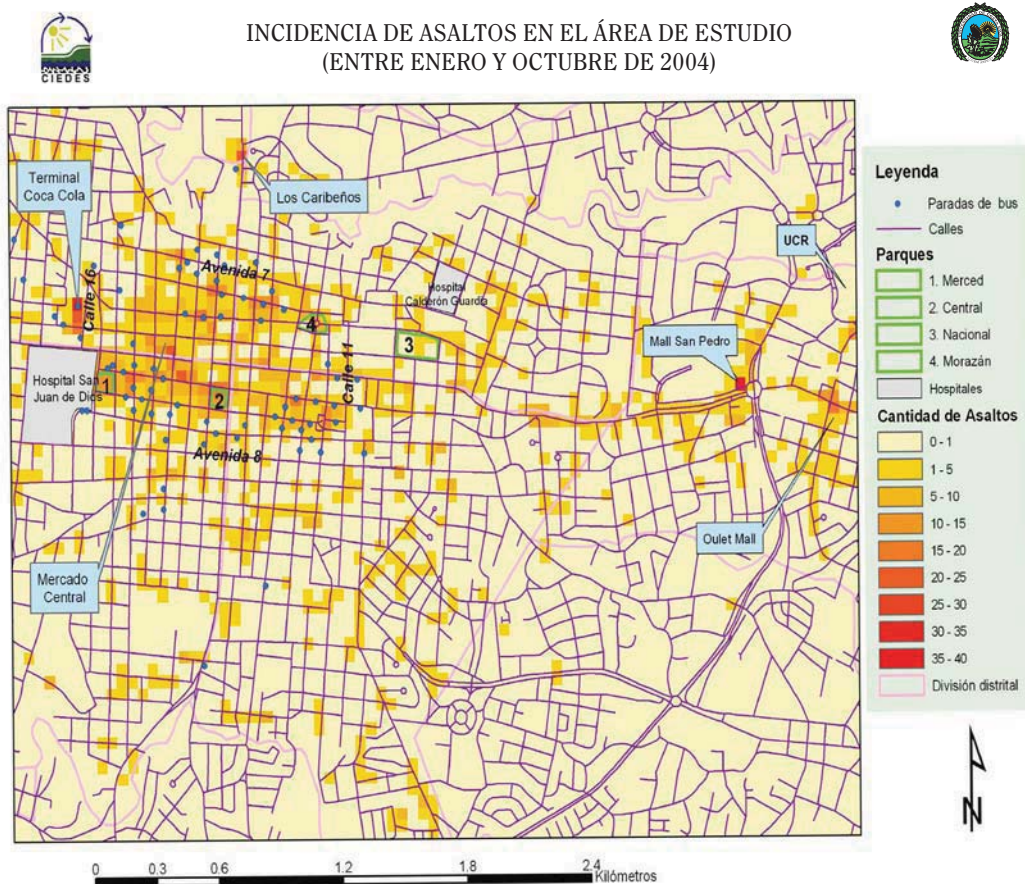 INCIDENCIA DE ASALTOS EN EL ÁREA DE ESTUDIO
(ENTRE ENERO Y OCTUBRE DE 2004)
CIEDES
Terminal
Coca Cola
Los Caribeños
UCR
Avenida 7
Calle 16
Hospital
Calderón Guardia
4
3
Calle 11
Mall San Pedro
Hospital San
Juan de Dios
1
2
Avenida 8
Oulet Mall
Mercado
Central
Leyenda
Paradas de bus
Calles
Parques
1. Merced
2. Central
3. Nacional
4. Morazán
Hospitales
Cantidad de Asaltos
0 - 1
1 - 5
5 - 10
10 - 15
15 - 20
20 - 25
25 - 30
30 - 35
35 - 40
División distrital
N
0 0.3 0.6 1.2 1.8 2.4
Kilómetros